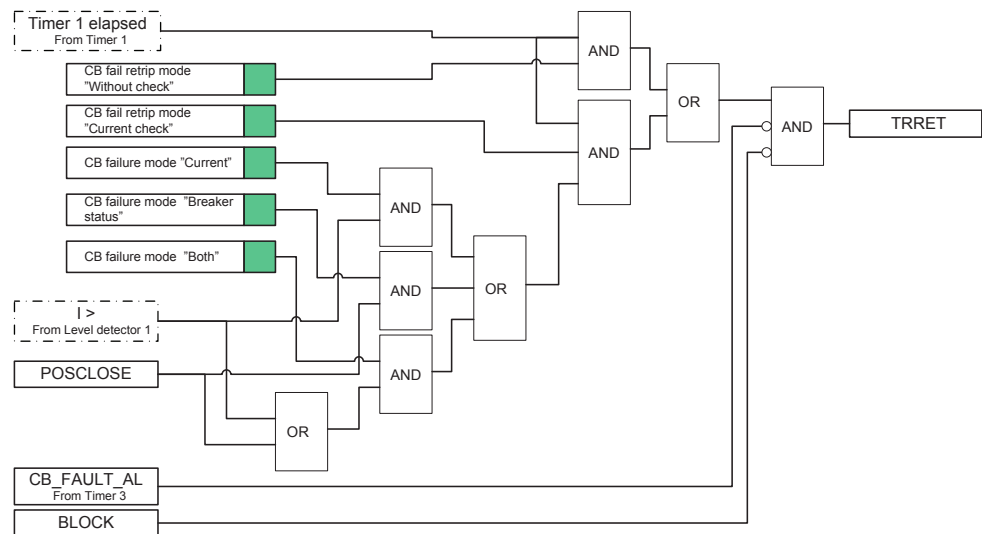 Timer 1 elapsed
From Timer 1
CB fail retrip mode
"Without check"
CB fail retrip mode
"Current check"
CB failure mode "Current"
CB failure mode "Breaker
status"
CB failure mode "Both"
I >
From Level detector 1
POSCLOSE
CB_FAULT_AL
From Timer 3
BLOCK
AND
AND
AND
OR
AND
OR
AND
AND
OR
AND
TRRET